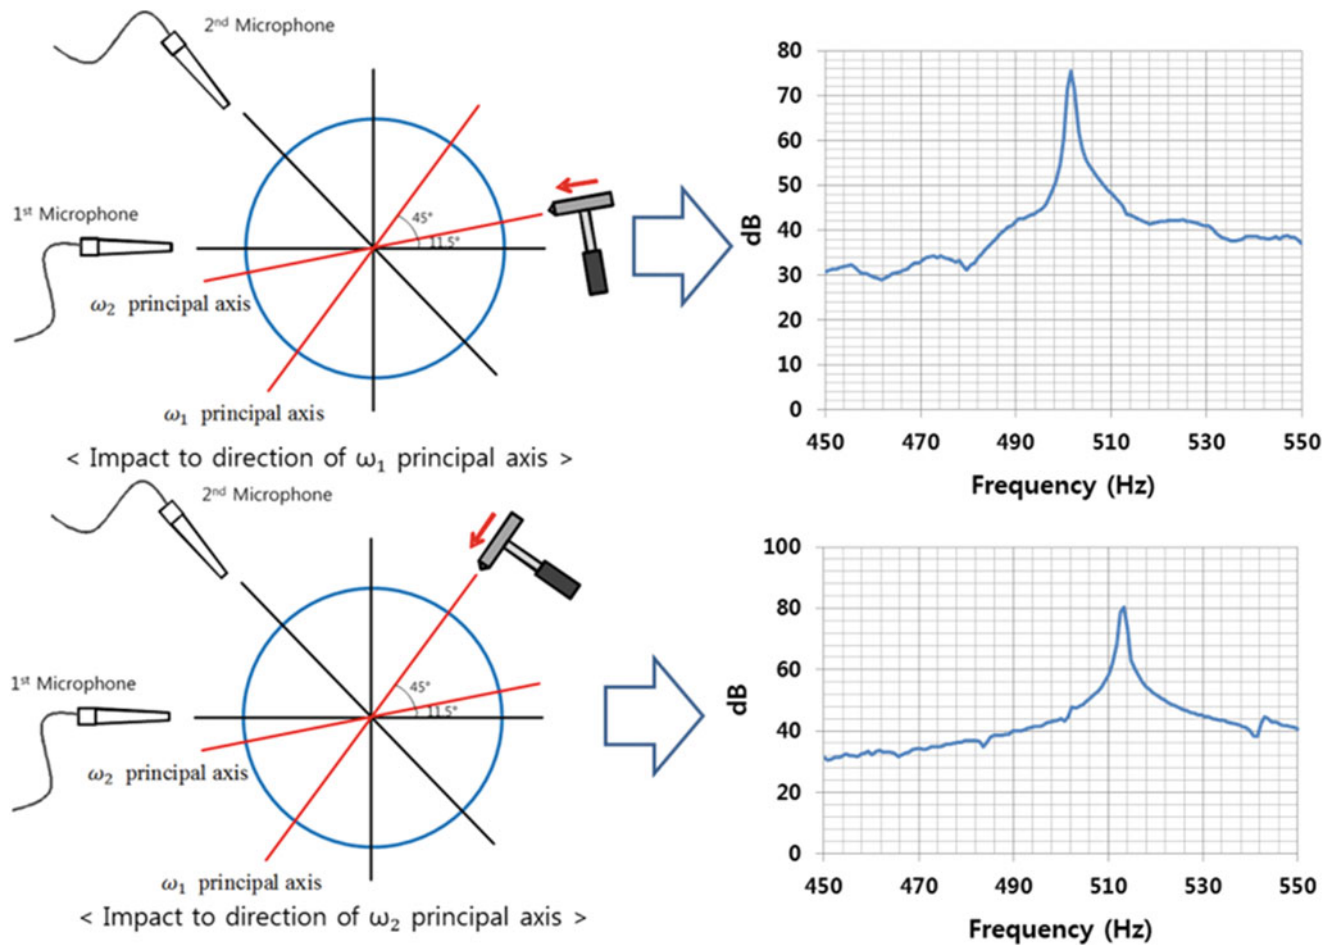 2nd Microphone
1st Microphone
45°
11.5°
ω2 principal axis
ω1 principal axis
< Impact to direction of ω1 principal axis >
80
70
60
50
40
30
20
10
0
dB
450 470 490 510 530 550
Frequency (Hz)
2nd Microphone
1st Microphone
45°
11.5°
ω2 principal axis
ω1 principal axis
< Impact to direction of ω2 principal axis >
100
80
60
40
20
0
dB
450 470 490 510 530 550
Frequency (Hz)